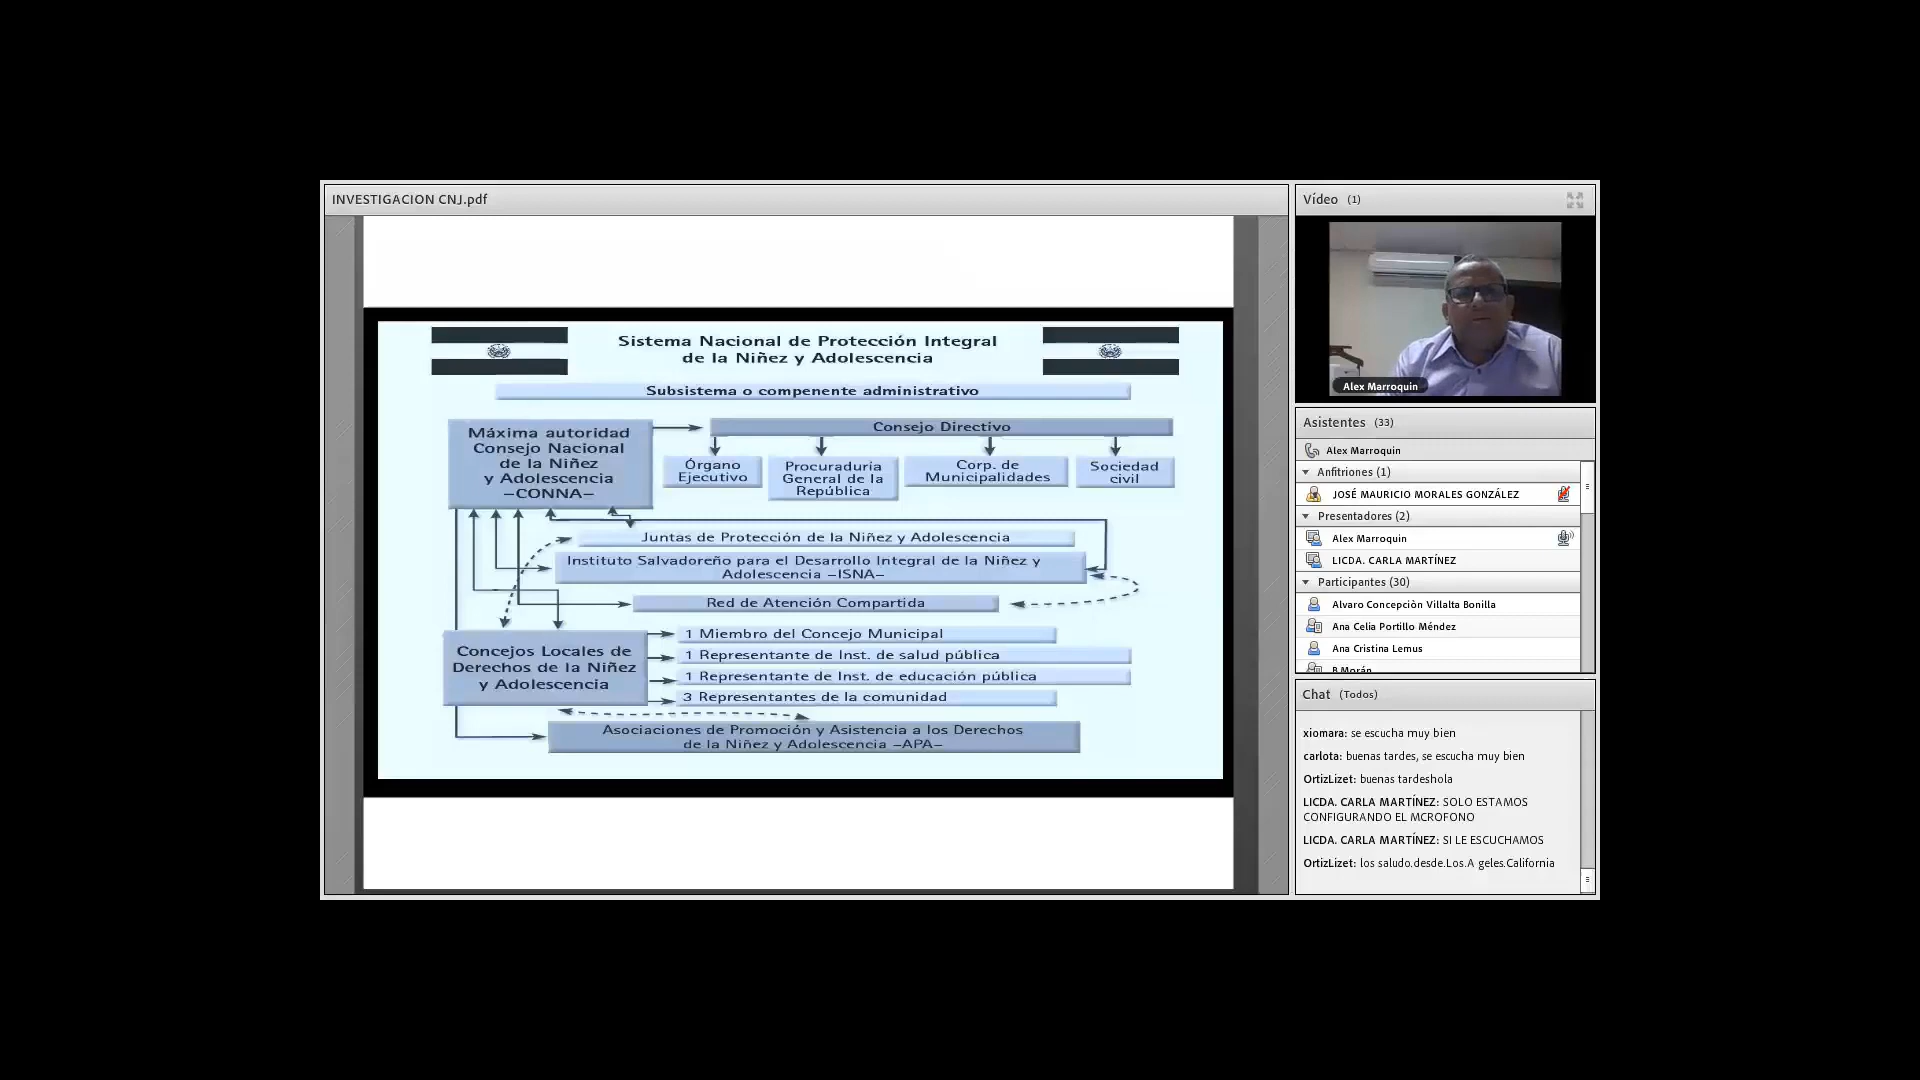 INVESTIGACION CNJ.pdf
Sistema Nacional de Protección Integral
de la Niñez y Adolescencia
Subsistema o compenente administrativo
Máxima autoridad
Consejo Nacional
de la Niñez
y Adolescencia
–CONNA–
Consejo Directivo
Órgano
Ejecutivo
Procuraduria
General de la
República
Corp. de
Municipalidades
Sociedad
civil
Juntas de Protección de la Niñez y Adolescencia
Instituto Salvadoreño para el Desarrollo Integral de la Niñez y
Adolescencia –ISNA–
Red de Atención Compartida
Concejos Locales de
Derechos de la Niñez
y Adolescencia
1 Miembro del Concejo Municipal
1 Representante de Inst. de salud pública
1 Representante de Inst. de educación pública
3 Representantes de la comunidad
Asociaciones de Promoción y Asistencia a los Derechos
de la Niñez y Adolescencia –APA–
Vídeo (1)
Alex Marroquin
Asistentes (33)
Alex Marroquin
Anfitriones (1)
JOSÉ MAURICIO MORALES GONZÁLEZ
Presentadores (2)
Alex Marroquin
LICDA. CARLA MARTÍNEZ
Participantes (30)
Alvaro Concepciòn Villalta Bonilla
Ana Celia Portillo Méndez
Ana Cristina Lemus
B Morán
Chat (Todos)
xiomara: se escucha muy bien
carlota: buenas tardes, se escucha muy bien
OrtizLizet: buenas tardeshola
LICDA. CARLA MARTÍNEZ: SOLO ESTAMOS
CONFIGURANDO EL MCROFONO
LICDA. CARLA MARTÍNEZ: SI LE ESCUCHAMOS
OrtizLizet: los saludo.desde.Los.A geles.California